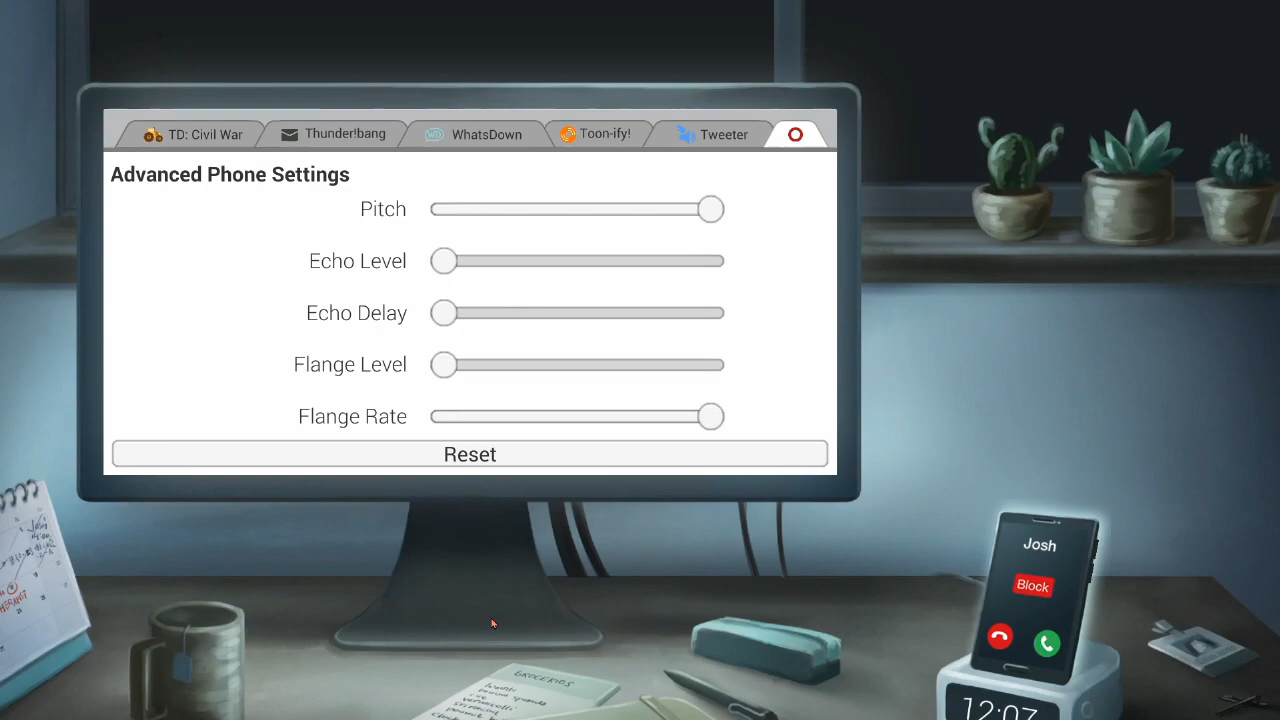 TD: Civil War
Thunder!bang
WhatsDown
Toon-ify!
Tweeter
Advanced Phone Settings
Pitch
Echo Level
Echo Delay
Flange Level
Flange Rate
Reset
Josh
Block
GROCERIES
12:07